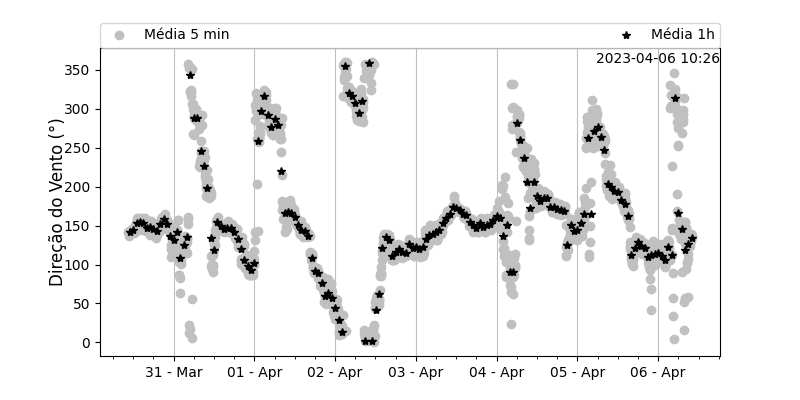 Média 5 min
Média 1h
2023-04-06 10:26
Direção do Vento (°)
350
300
250
200
150
100
50
0
31 - Mar
01 - Apr
02 - Apr
03 - Apr
04 - Apr
05 - Apr
06 - Apr